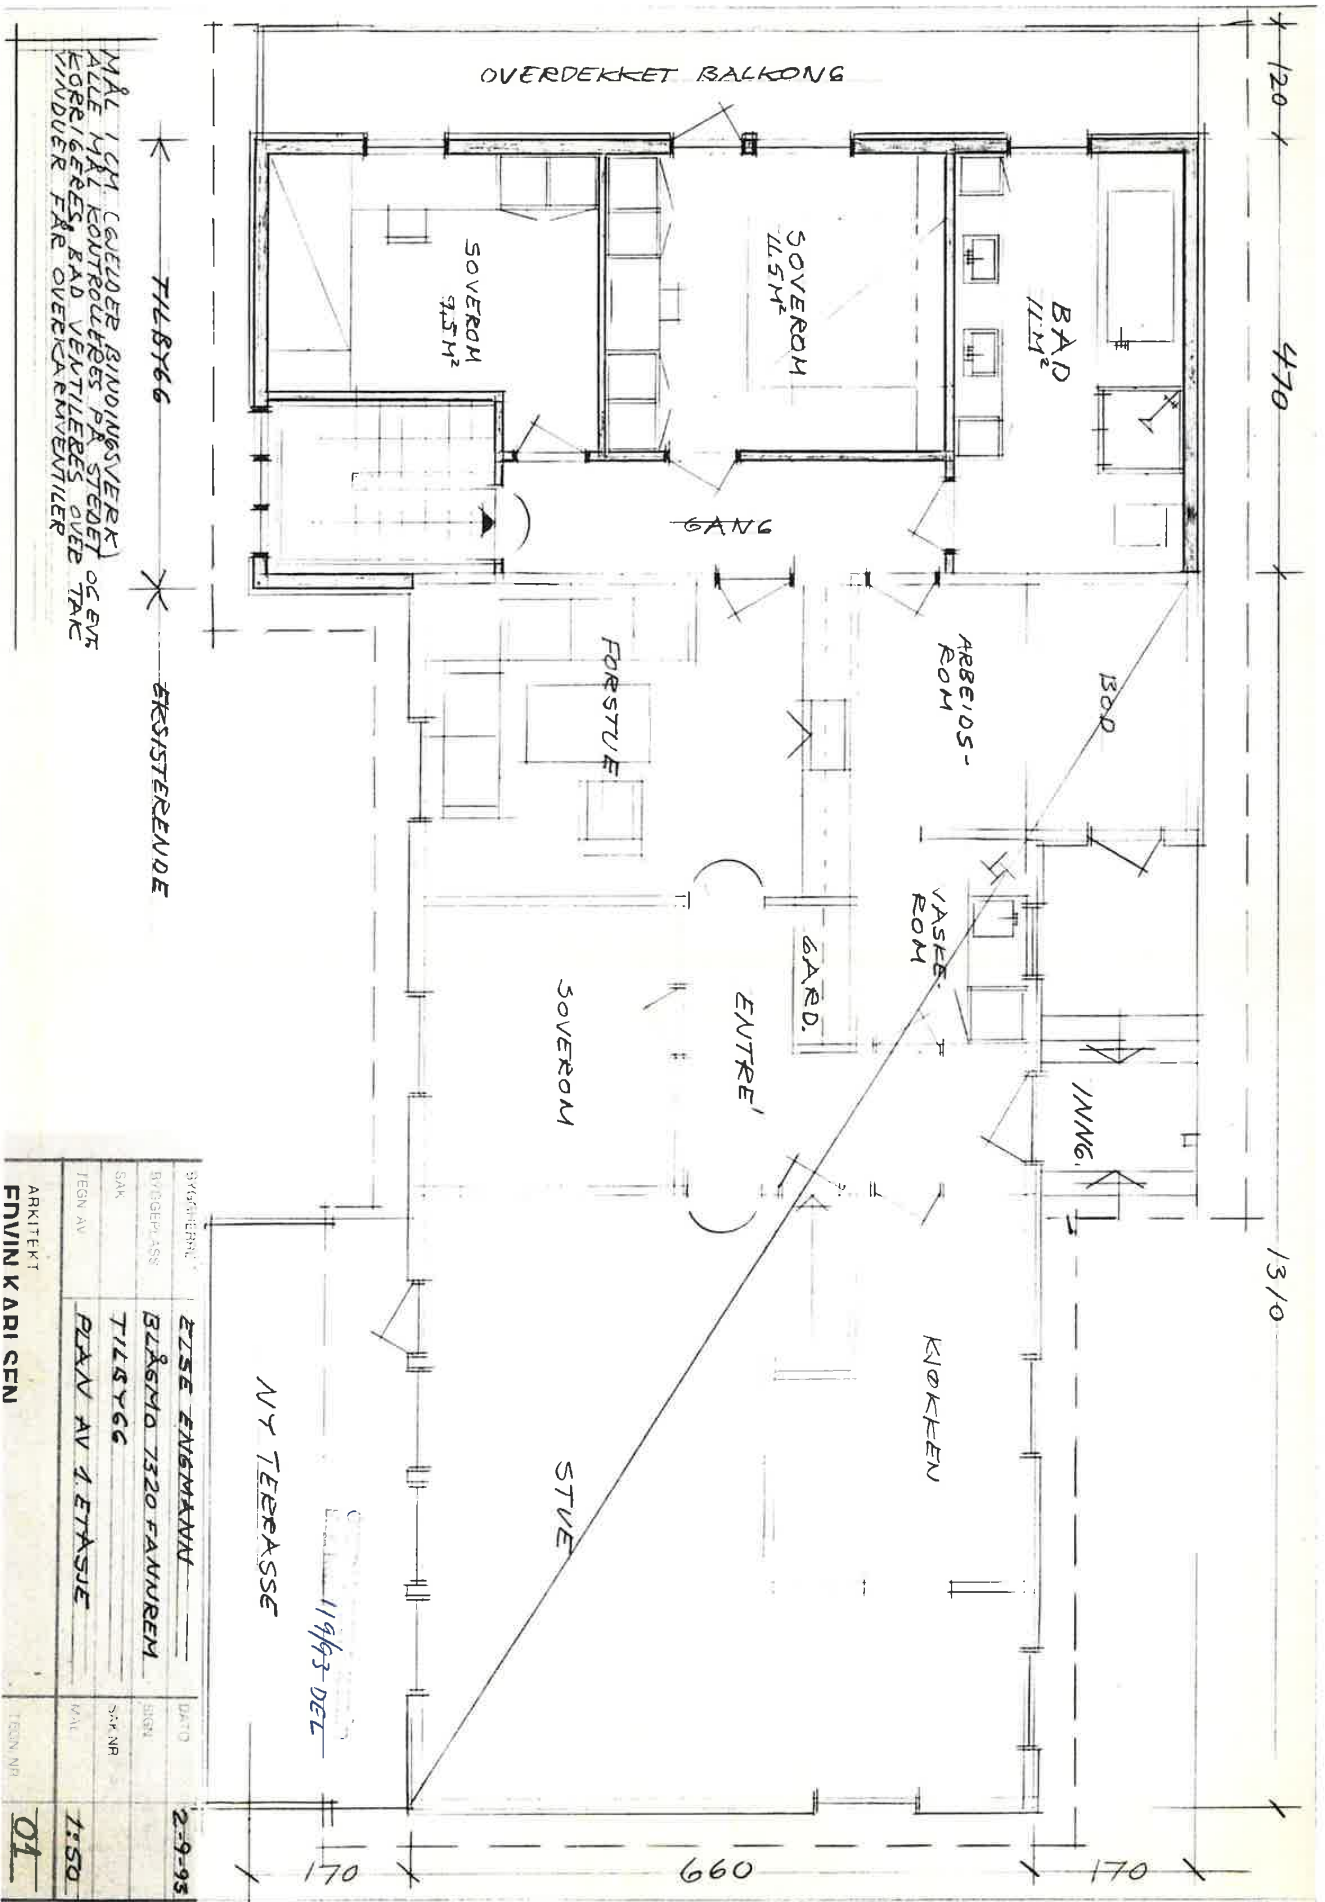 OVERDEKKET BALKONG
120
470
1310
BAD
11 M²
SOVEROM
11.5 M²
SOVEROM
9,5 M²
GANG
BOD
ARBEIDS-
ROM
FORSTUE
VASKE-
ROM
GARD.
ENTRE'
SOVEROM
INNG.
KJØKKEN
STUE
NY TERRASSE
119/93 DEL
170
660
170
TILBYGG
EKSISTERENDE
MÅL I CM (GJELDER BINDINGSVERK)
ALLE MÅL KONTROLLERES PÅ STEDET OG EVT.
KORRIGERES, BAD VENTILERES OVER TAK
VINDUER FÅR OVERKARMVENTILER
BYGGHERRE
ELSE ENGMANN
DATO
2-9-93
BYGGEPLASS
BLÅSMO 7320 FANNREM
SIGN
SAK
TILBYGG
SAK NR
TEGN AV
PLAN AV 1. ETASJE
MÅL
1:50
ARKITEKT
EDVIN KARLSEN
TEGN. NR
01